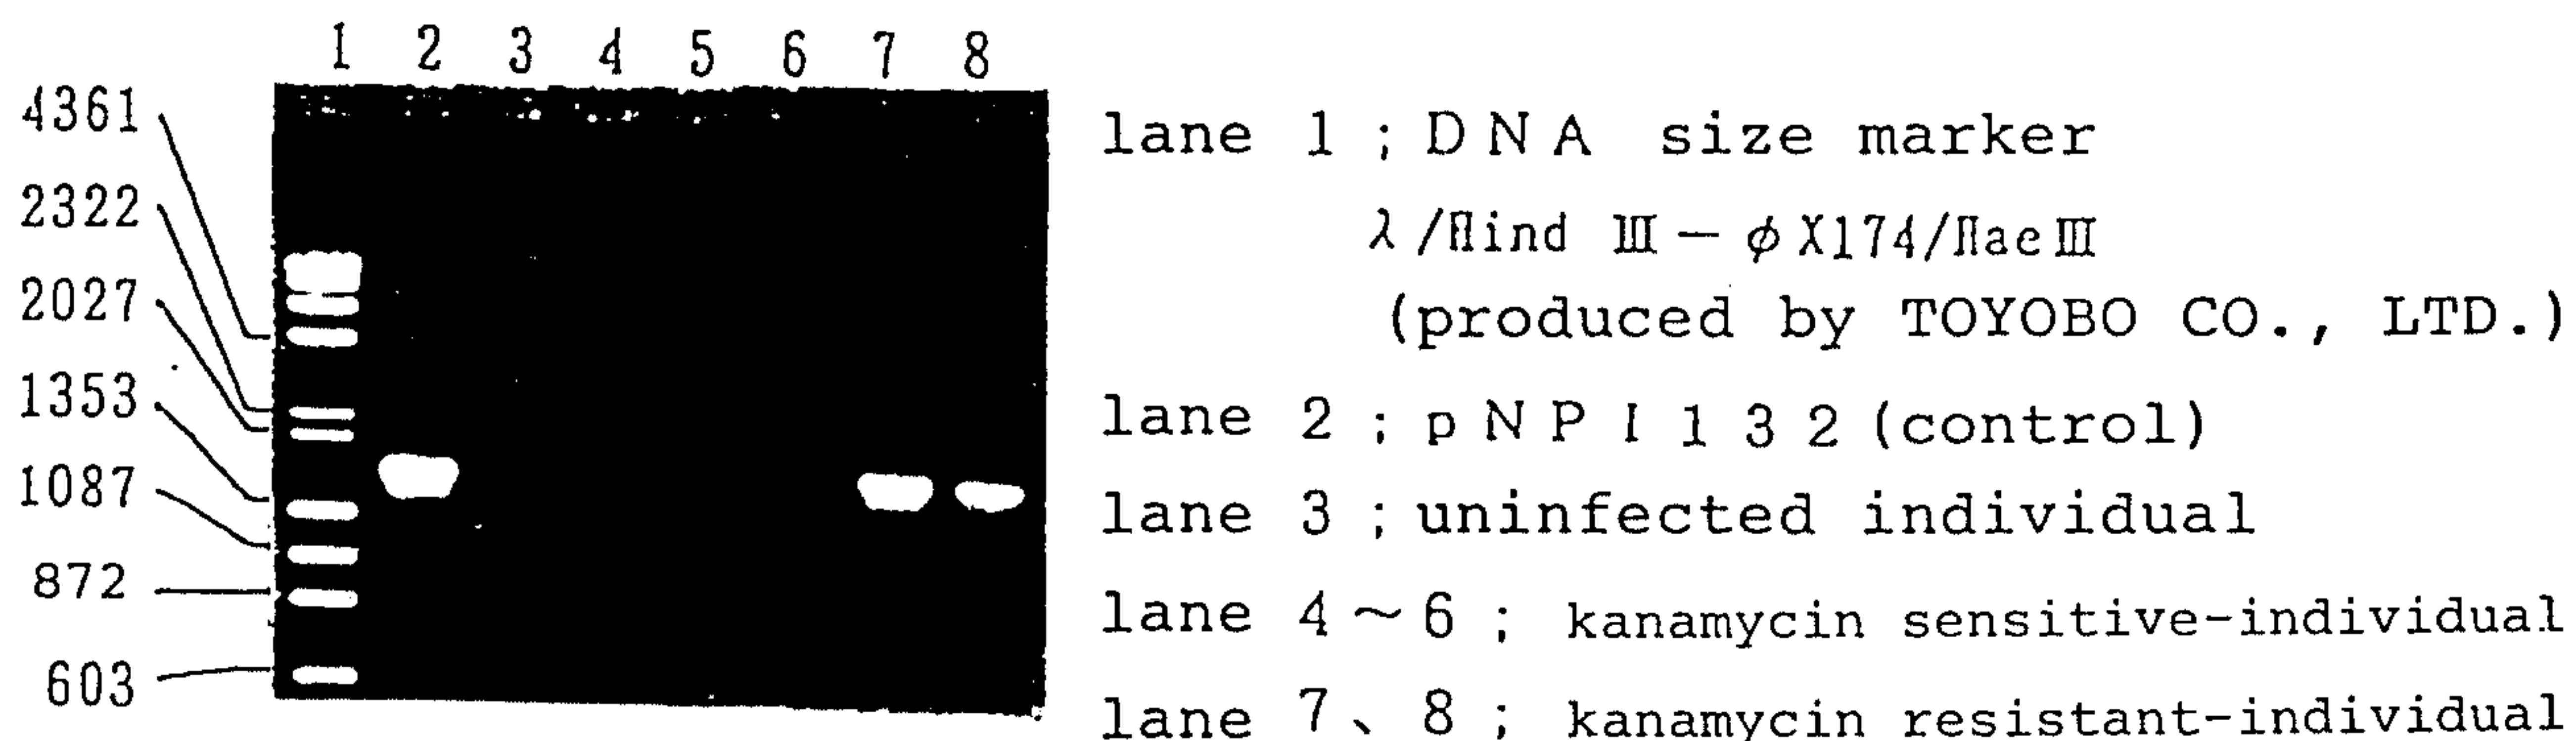 1 2 3 4 5 6 7 8
4361
2322
2027
1353
1087
872
603
lane 1 ; DNA size marker
λ/Hind III－φX174/HaeIII
(produced by TOYOBO CO., LTD.)
lane 2 ; pNPI132(control)
lane 3 ; uninfected individual
lane 4～6 ; kanamycin sensitive-individual
lane 7、8 ; kanamycin resistant-individual